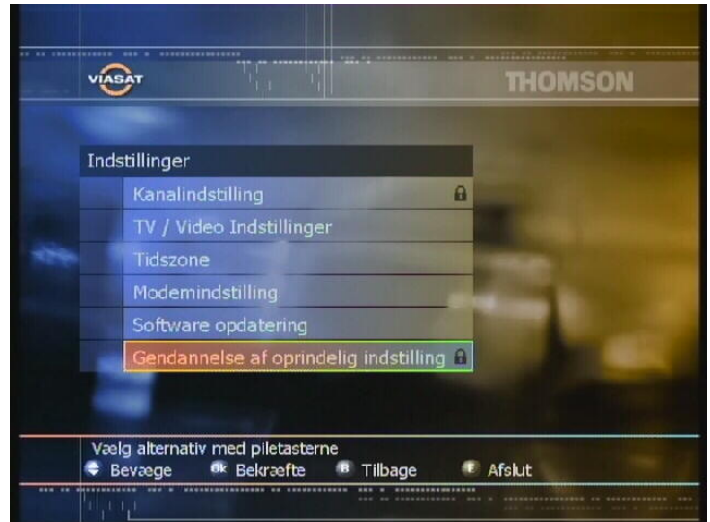 VIASAT
THOMSON
Indstillinger
Kanalindstilling
TV / Video Indstillinger
Tidszone
Modemindstilling
Software opdatering
Gendannelse af oprindelig indstilling
Vælg alternativ med piletasterne
Bevæge Ok Bekræfte B Tilbage E Afslut